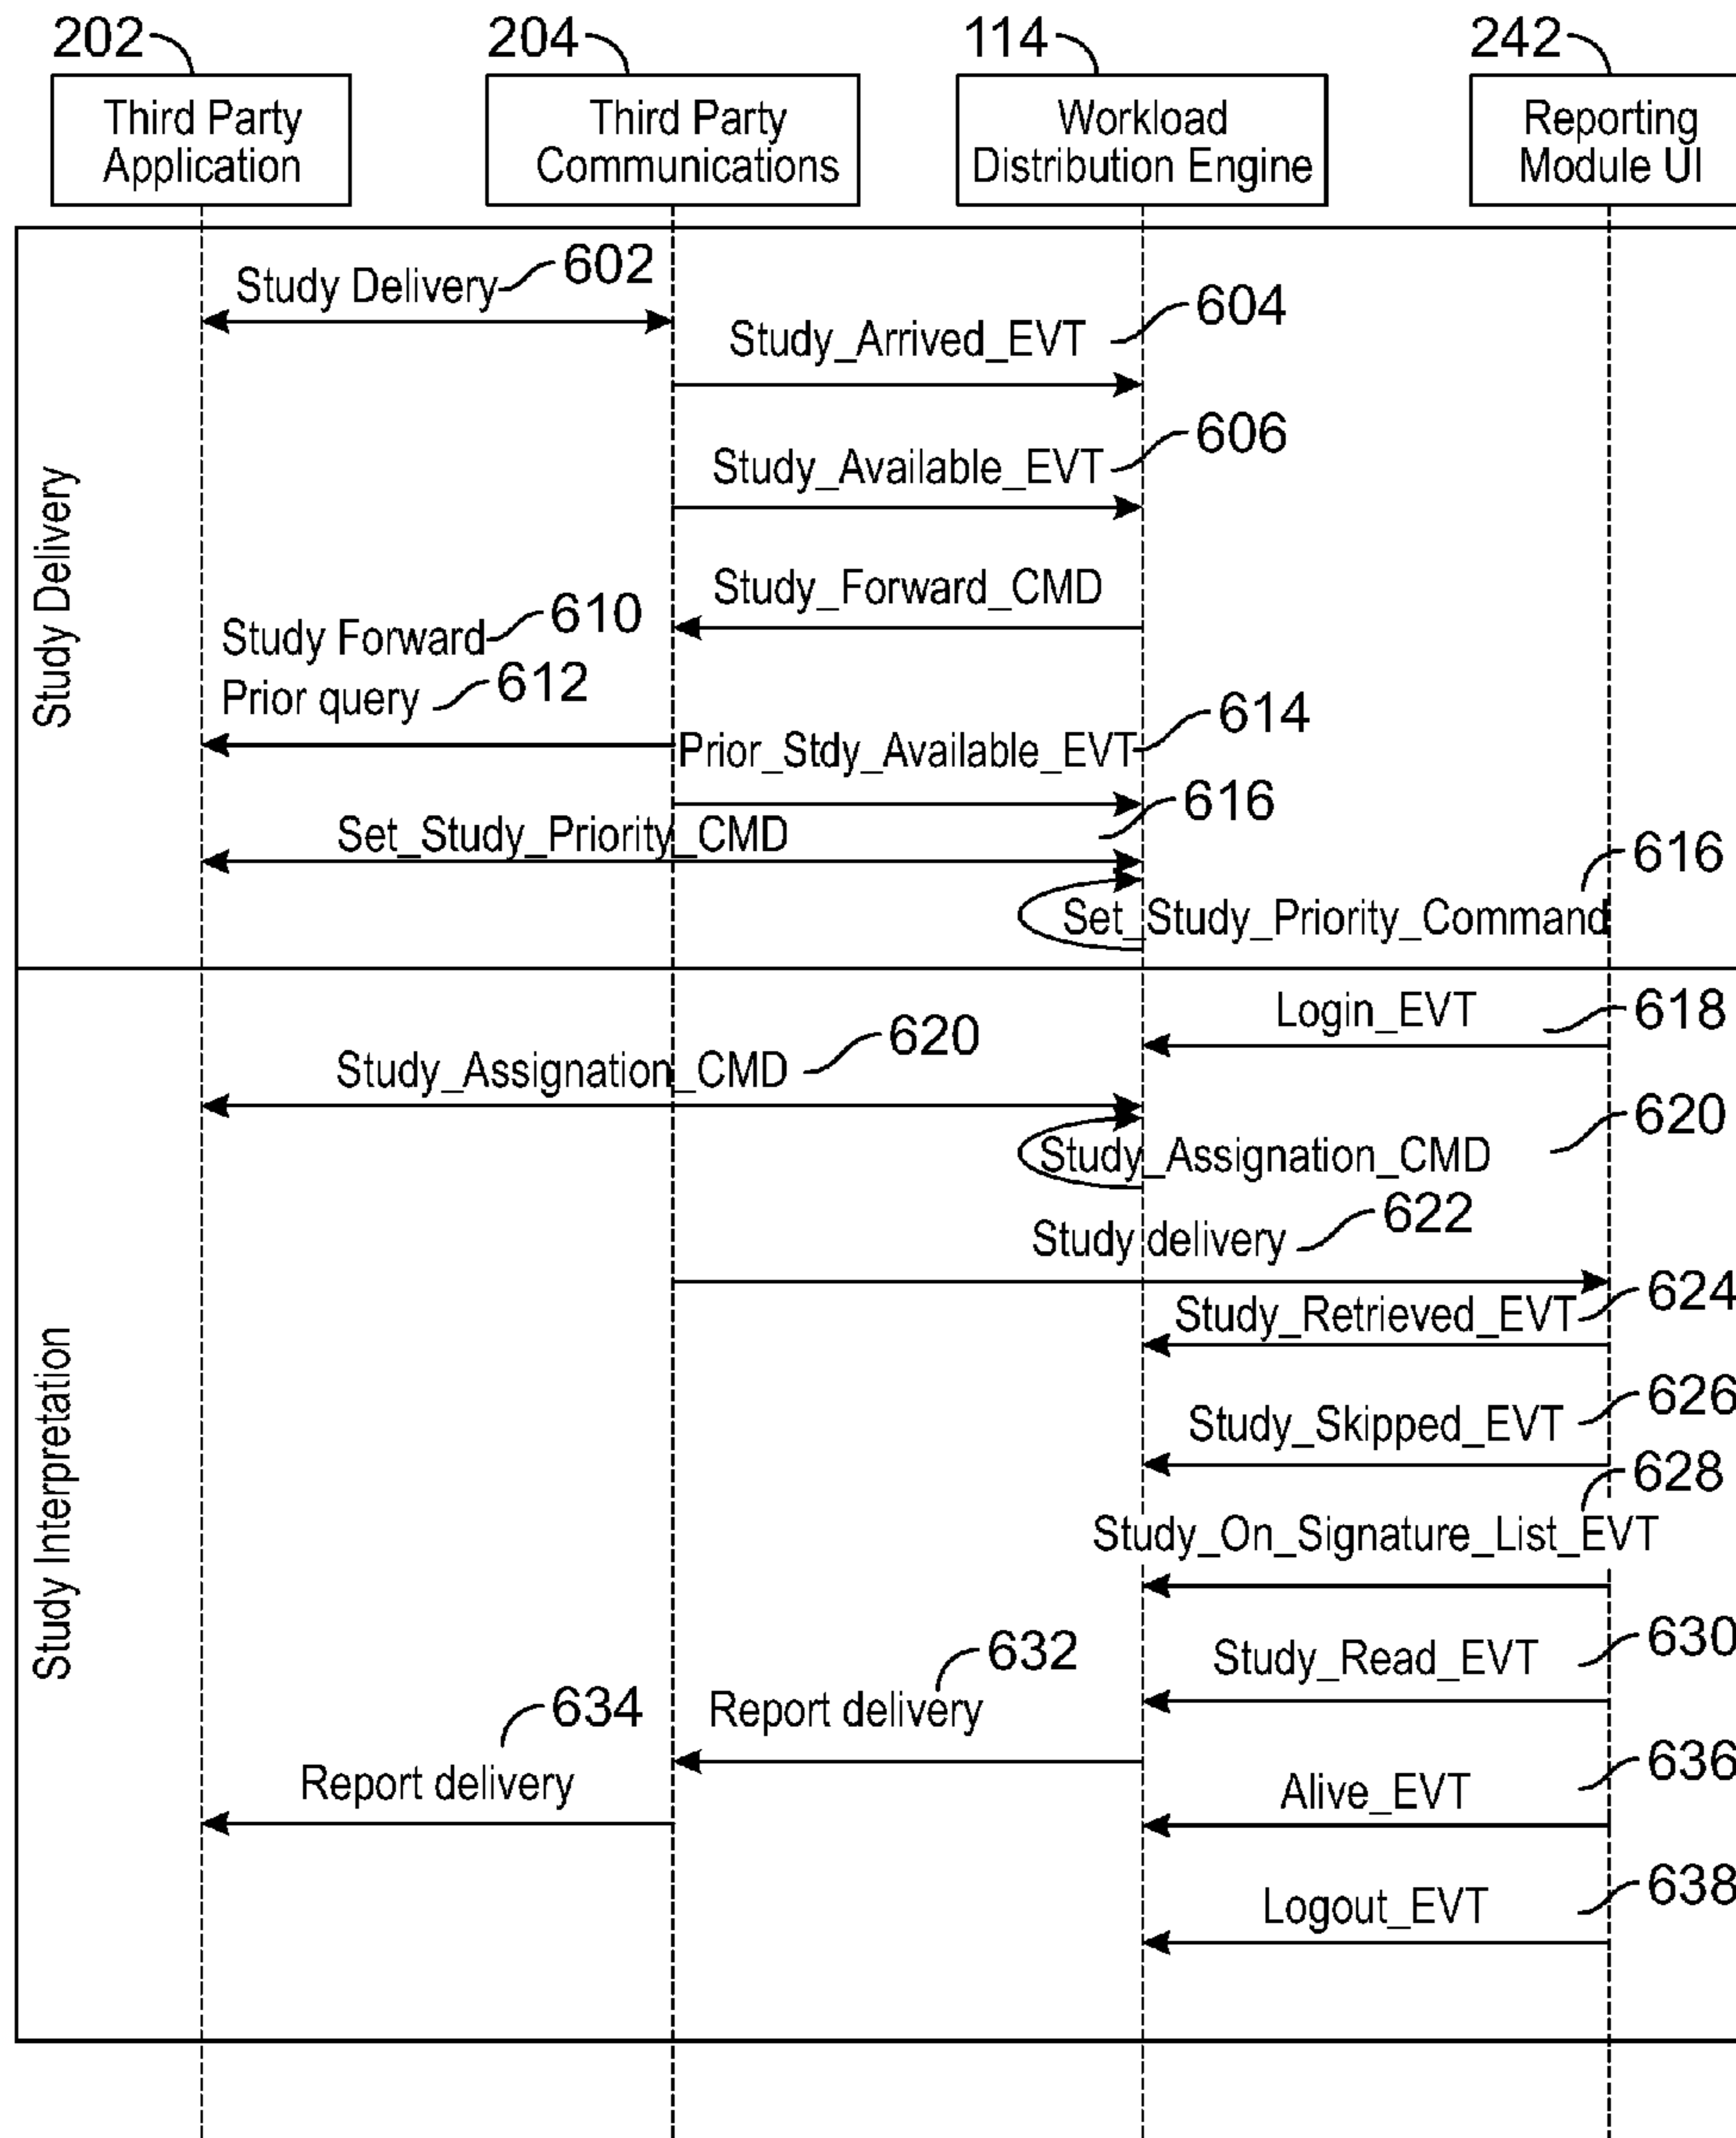 202
204
114
242
Third Party
Application
Third Party
Communications
Workload
Distribution Engine
Reporting
Module UI
Study Delivery
Study Delivery 602
Study_Arrived_EVT 604
Study_Available_EVT 606
Study_Forward_CMD
Study Forward 610
Prior query 612
Prior_Stdy_Available_EVT 614
Set_Study_Priority_CMD 616
Set_Study_Priority_Command 616
Study Interpretation
Login_EVT 618
Study_Assignation_CMD 620
Study_Assignation_CMD 620
Study delivery 622
Study_Retrieved_EVT 624
Study_Skipped_EVT 626
Study_On_Signature_List_EVT 628
Study_Read_EVT 630
Report delivery 632
Report delivery 634
Alive_EVT 636
Logout_EVT 638